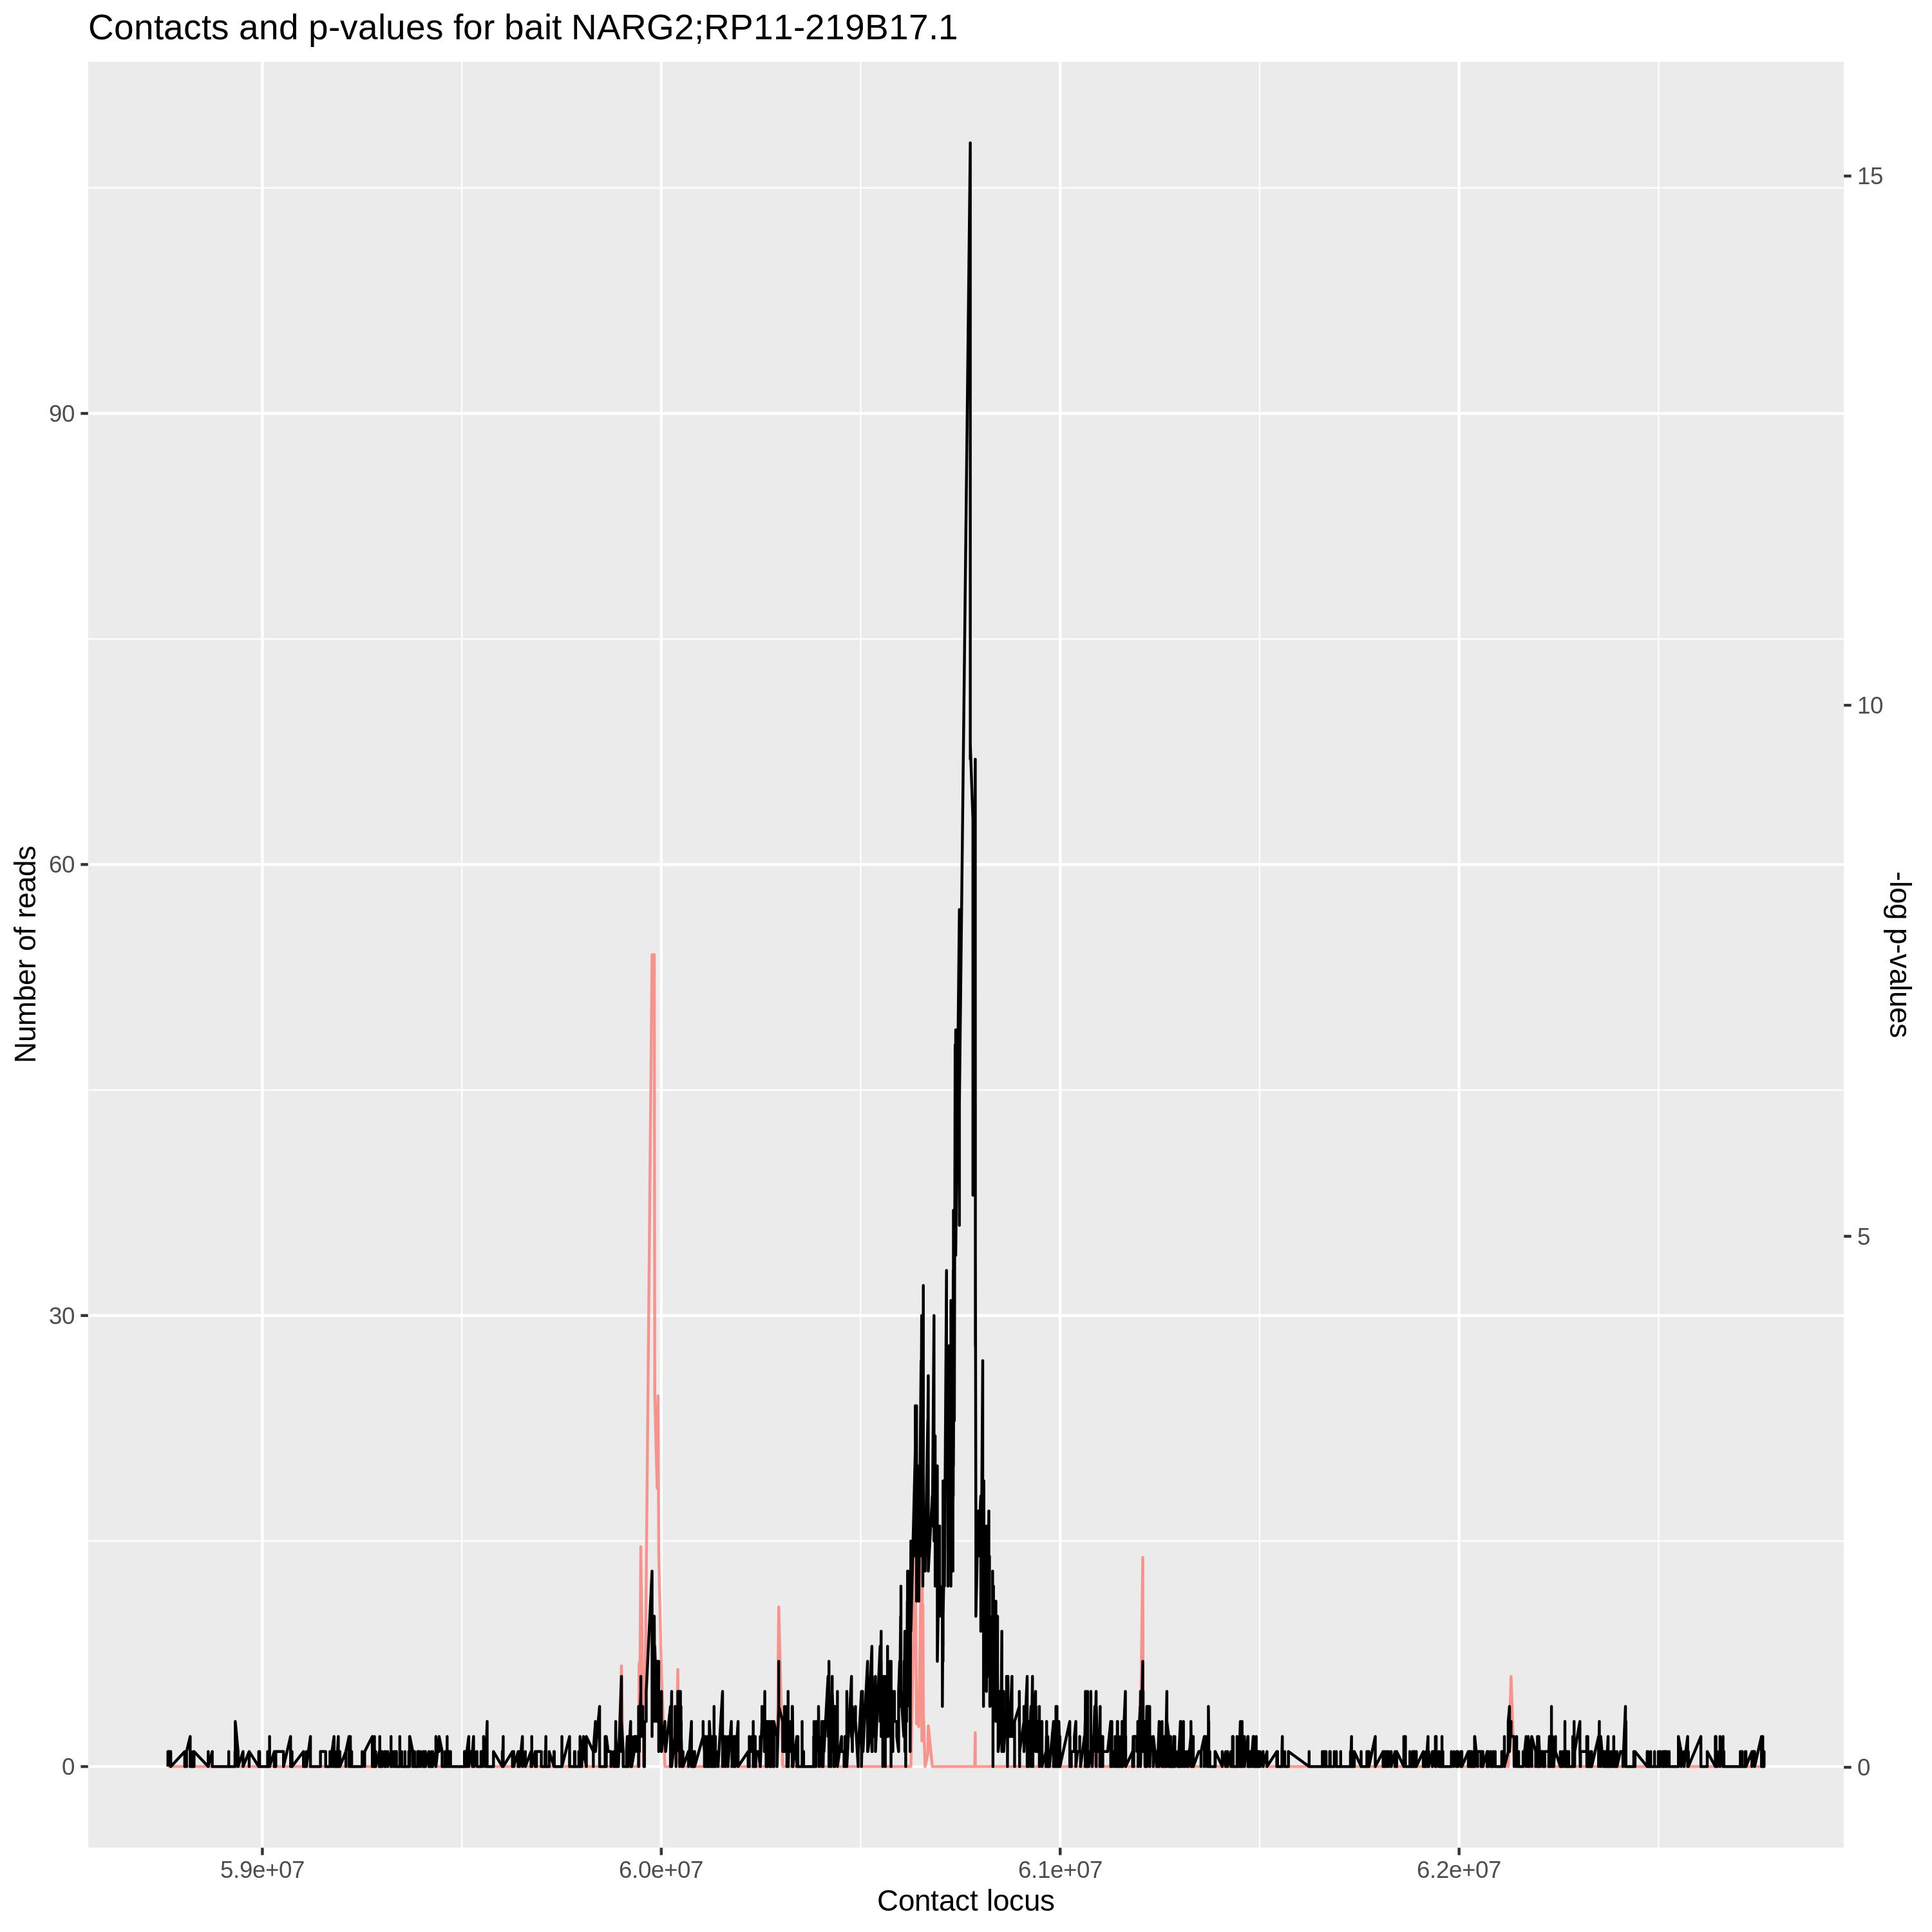 Contacts and p-values for bait NARG2;RP11-219B17.1
Number of reads
90
60
30
0
15
10
5
0
-log p-values
5.9e+07
6.0e+07
6.1e+07
6.2e+07
Contact locus